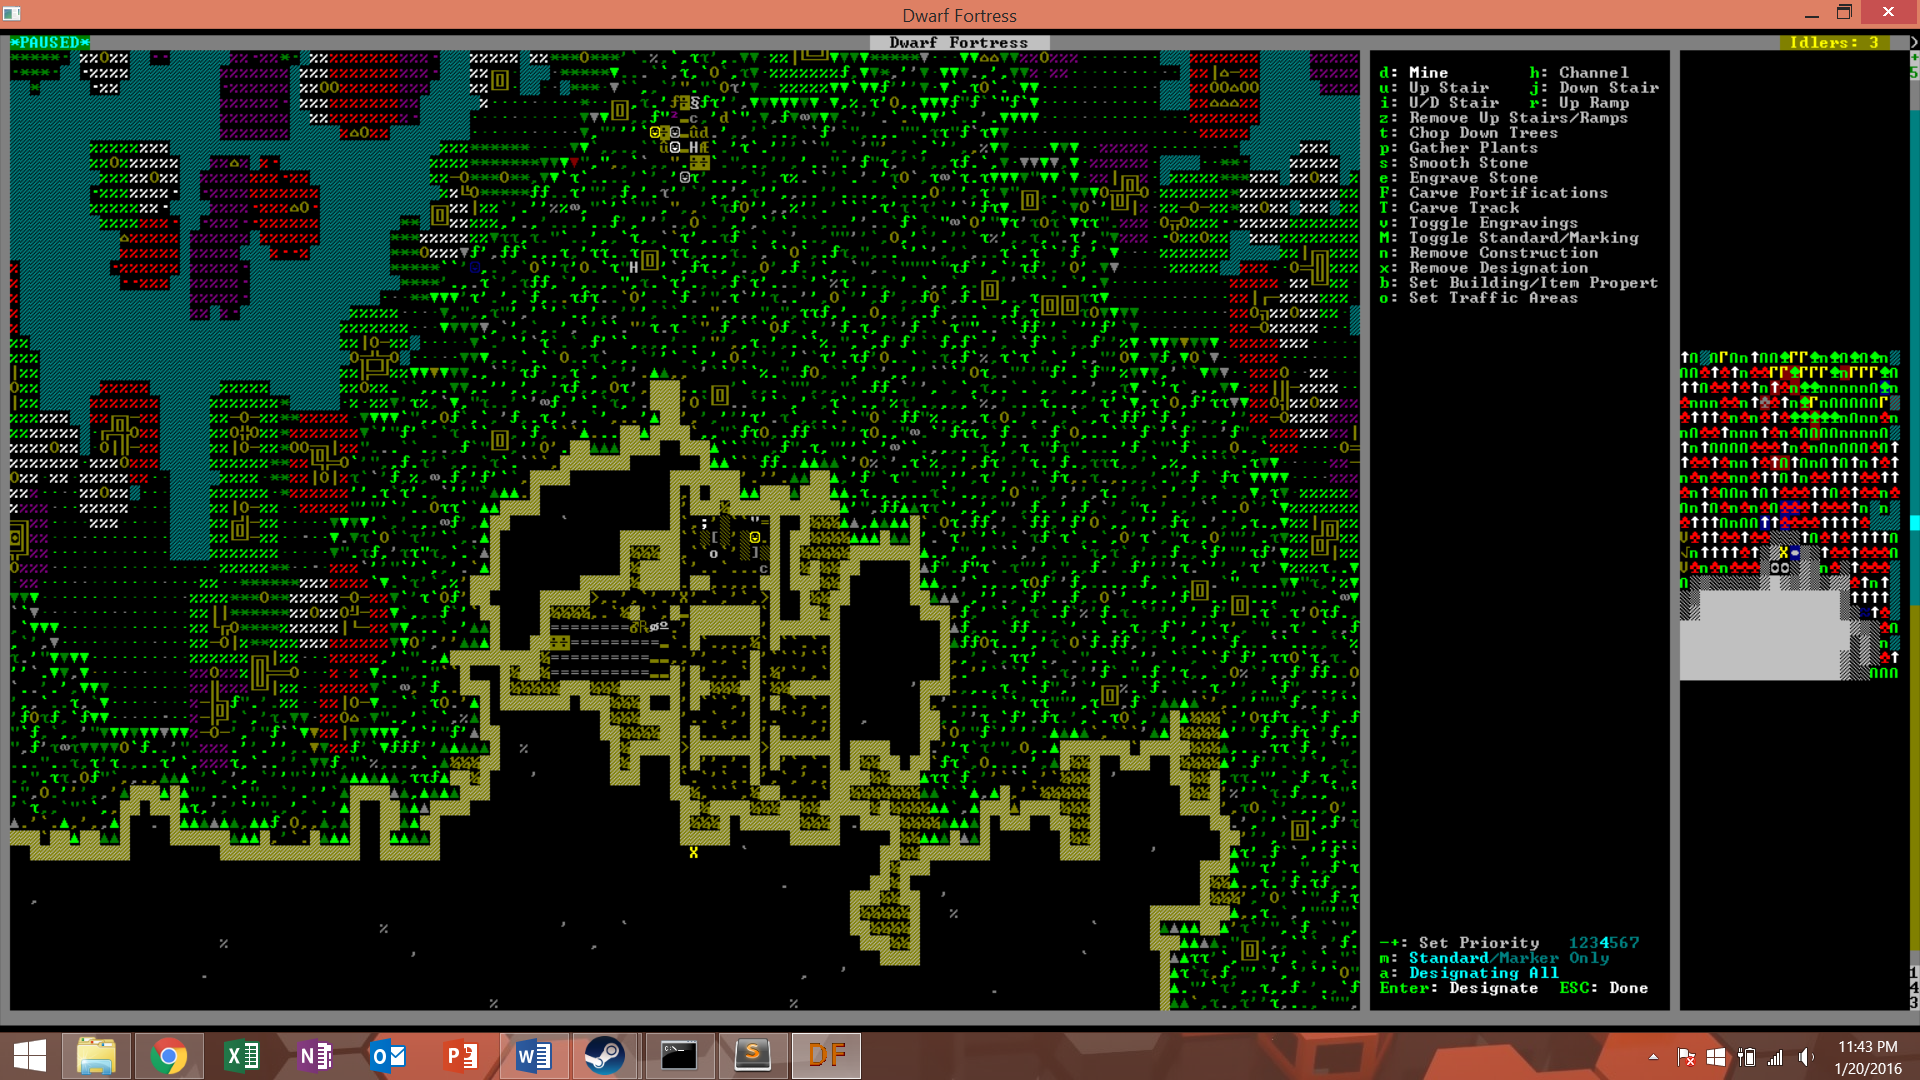 Dwarf Fortress
*PAUSED*
Dwarf Fortress
Idlers: 3
d: Mine h: Channel
u: Up Stair j: Down Stair
i: U/D Stair r: Up Ramp
z: Remove Up Stairs/Ramps
t: Chop Down Trees
p: Gather Plants
s: Smooth Stone
e: Engrave Stone
F: Carve Fortifications
T: Carve Track
v: Toggle Engravings
M: Toggle Standard/Marking
n: Remove Construction
x: Remove Designation
b: Set Building/Item Propert
o: Set Traffic Areas
-+: Set Priority 1234567
m: Standard/Marker Only
a: Designating All
Enter: Designate ESC: Done
DF
11:43 PM
1/20/2016